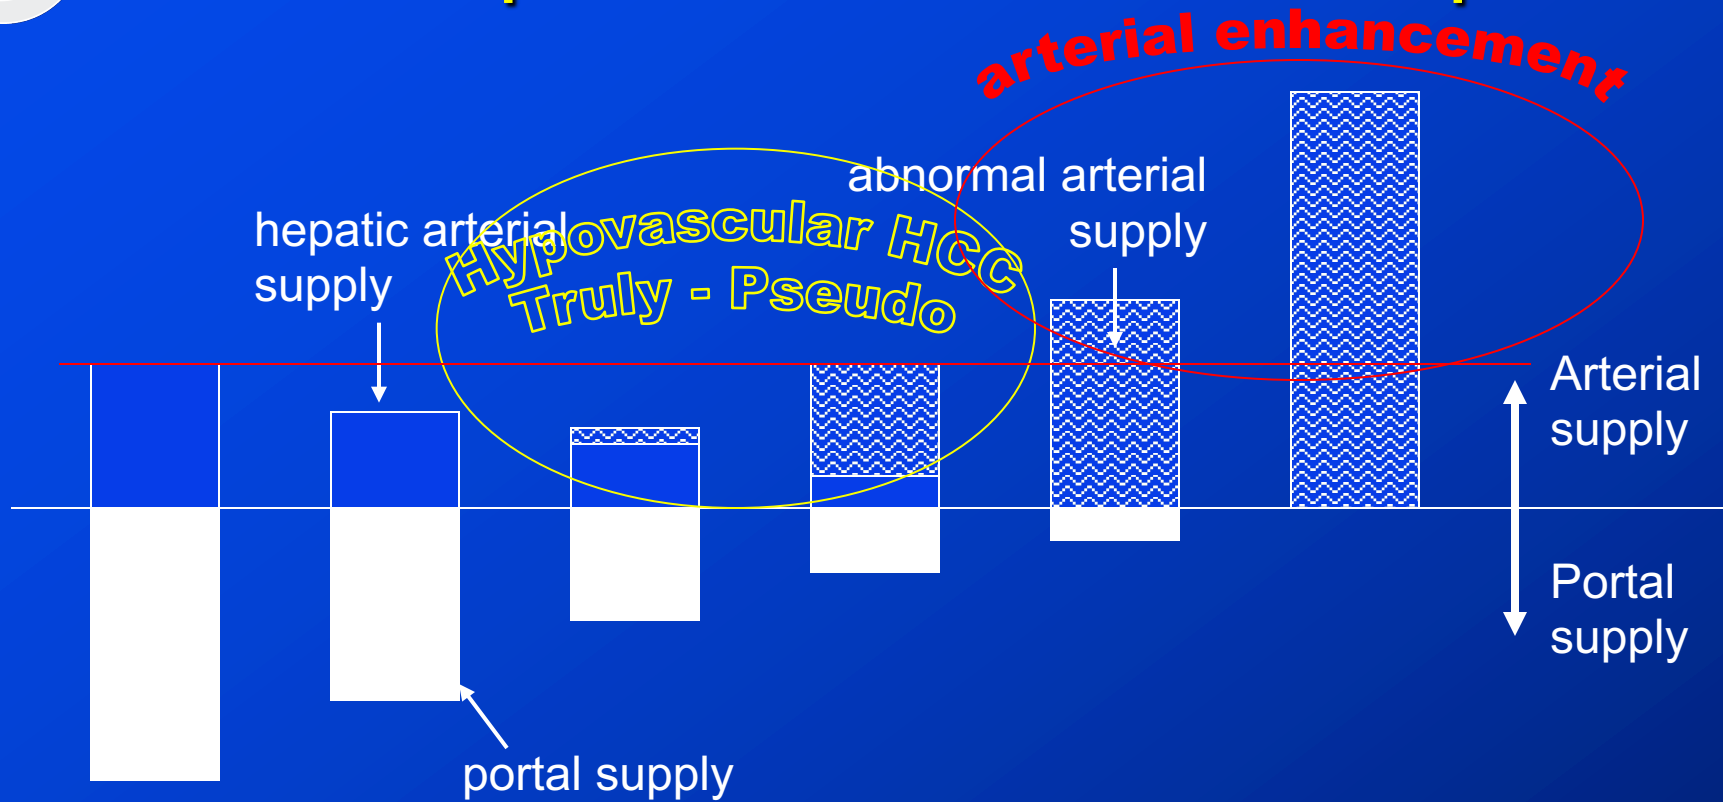 arterial enhancement
abnormal arterial
supply
hepatic arterial
supply
Hypovascular HCC
Truly - Pseudo
Arterial
supply
Portal
supply
portal supply